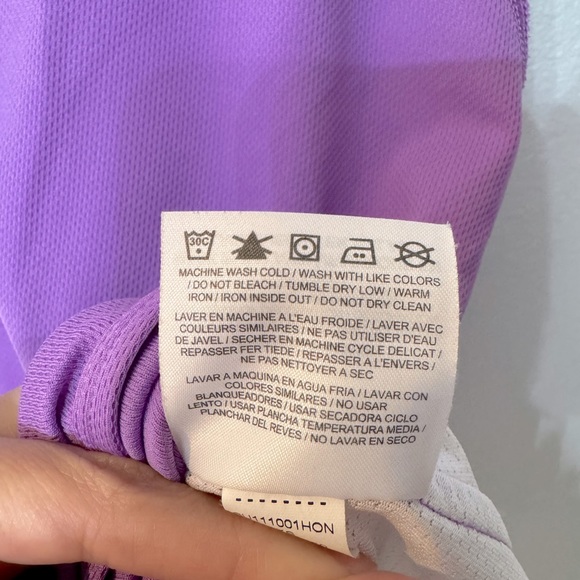 30C
MACHINE WASH COLD / WASH WITH LIKE COLORS
/ DO NOT BLEACH / TUMBLE DRY LOW / WARM
IRON / IRON INSIDE OUT / DO NOT DRY CLEAN
LAVER EN MACHINE A L'EAU FROIDE / LAVER AVEC
COULEURS SIMILAIRES / NE PAS UTILISER D'EAU
DE JAVEL / SECHER EN MACHINE CYCLE DELICAT /
REPASSER FER TIEDE / REPASSER A L'ENVERS /
NE PAS NETTOYER A SEC
LAVAR A MAQUINA EN AGUA FRIA / LAVAR CON
COLORES SIMILARES / NO USAR
BLANQUEADORES / USAR SECADORA CICLO
LENTO / USAR PLANCHA TEMPERATURA MEDIA /
PLANCHAR DEL REVES / NO LAVAR EN SECO